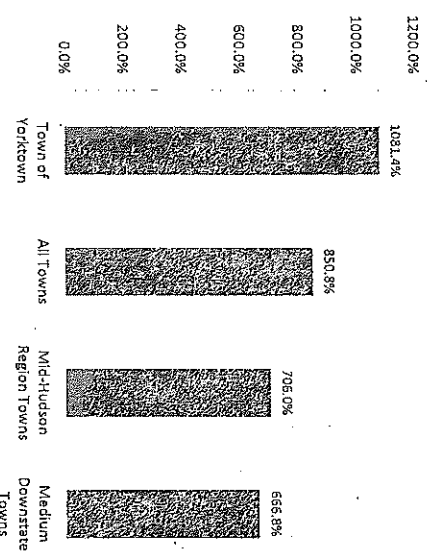 1200.0%
1000.0%
800.0%
600.0%
400.0%
200.0%
0.0%
1081.4%
850.8%
706.0%
666.8%
Town of
Yorktown
All Towns
Mid-Hudson
Region Towns
Medium
Downstate
Towns